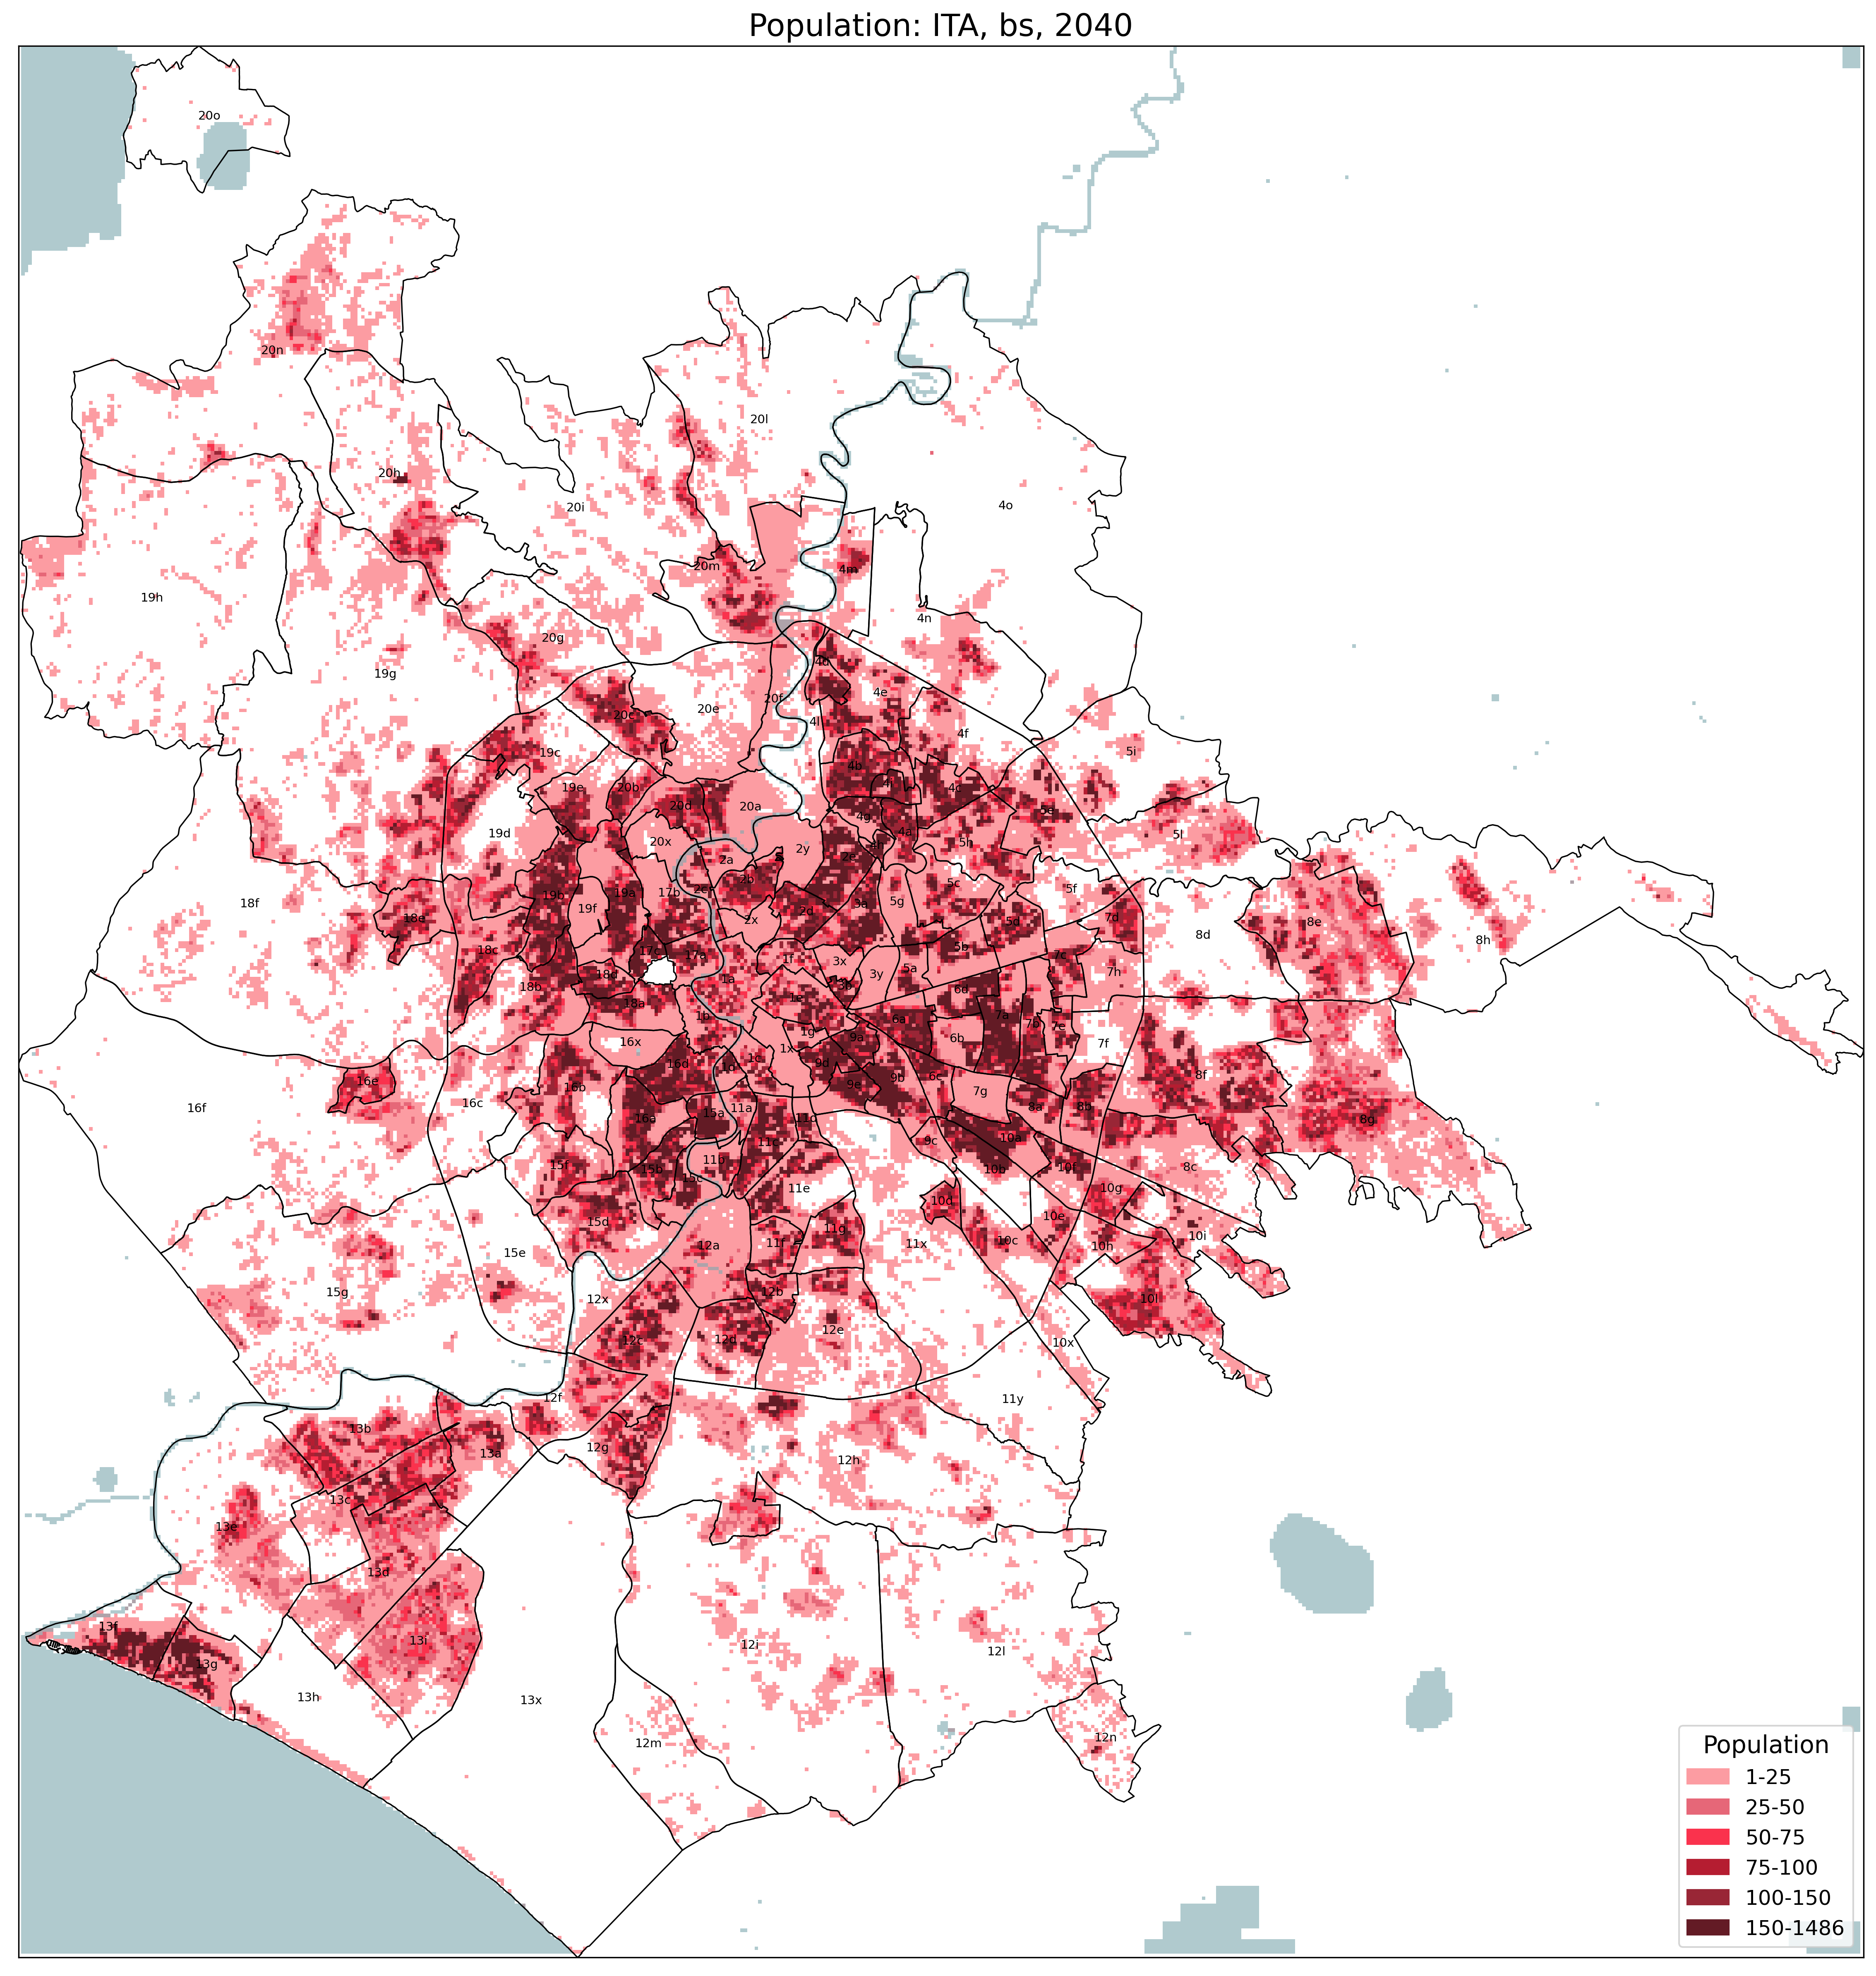 Population: ITA, bs, 2040
20o
20n
20l
20h
4o
20i
20m
4m
19h
4n
20g
19g
4d
4e
20f
20e
20c
4l
4f
5i
19c
4b
4i
19e
20b
4c
20d
20a
5e
4g
19d
4a
5l
20x
5h
4h
2y
2e
2a
2b
5c
5f
17b
2c
19b
19a
18f
3a
5g
19f
2d
7d
18e
2x
5d
8e
8d
8h
5b
18c
17c
17a
7c
1f
3x
5a
7h
18d
3y
1a
3b
18b
6d
1e
18a
7a
1b
6a
7b
7e
1g
9a
6b
16x
7f
1x
1c
9d
16d
1d
8f
6c
9b
16e
9e
16b
7g
16c
16f
8a
8b
11a
15a
16a
11d
8g
10a
9c
11c
11b
15f
8c
15b
10b
10f
15c
11e
10g
10d
10e
15d
11g
10i
10c
11x
11f
12a
10h
15e
15g
12b
12x
10l
12e
12d
12c
10x
12f
11y
13b
12g
13a
12h
13c
13e
13d
13f
13i
12i
12l
13g
13h
13x
12n
12m
Population
1-25
25-50
50-75
75-100
100-150
150-1486